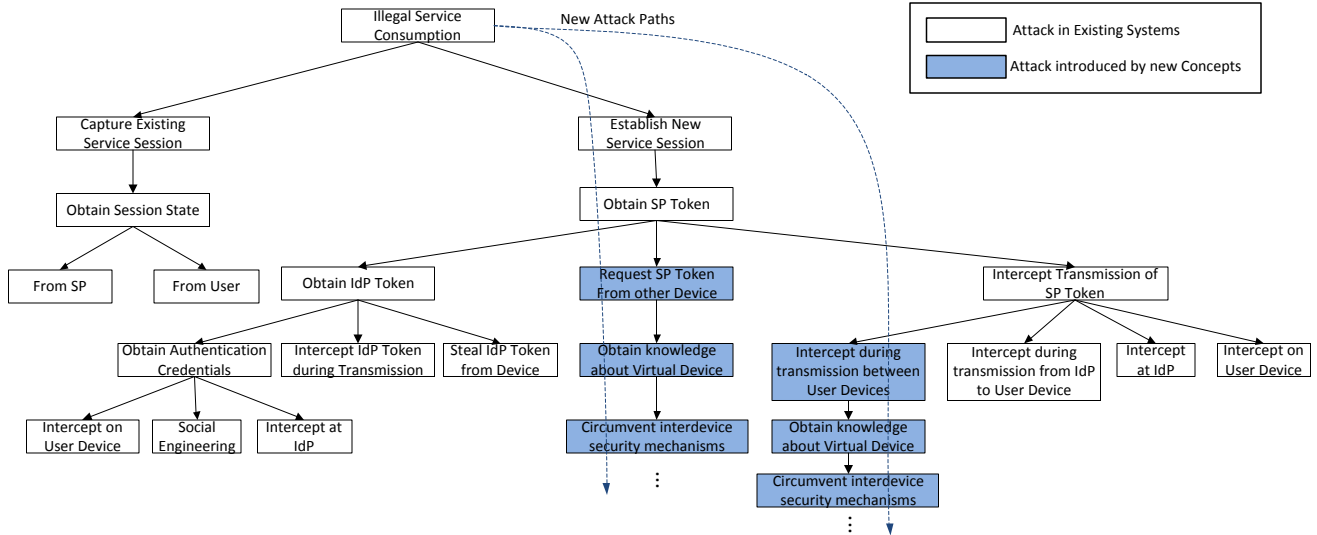 Illegal Service
Consumption
New Attack Paths
Attack in Existing Systems
Attack introduced by new Concepts
Capture Existing
Service Session
Establish New
Service Session
Obtain Session State
Obtain SP Token
From SP
From User
Obtain IdP Token
Request SP Token
From other Device
Intercept Transmission of
SP Token
Obtain Authentication
Credentials
Intercept IdP Token
during Transmission
Steal IdP Token
from Device
Obtain knowledge
about Virtual Device
Intercept during
transmission between
User Devices
Intercept during
transmission from IdP
to User Device
Intercept
at IdP
Intercept on
User Device
Intercept on
User Device
Social
Engineering
Intercept at
IdP
Circumvent interdevice
security mechanisms
...
Obtain knowledge
about Virtual Device
Circumvent interdevice
security mechanisms
...